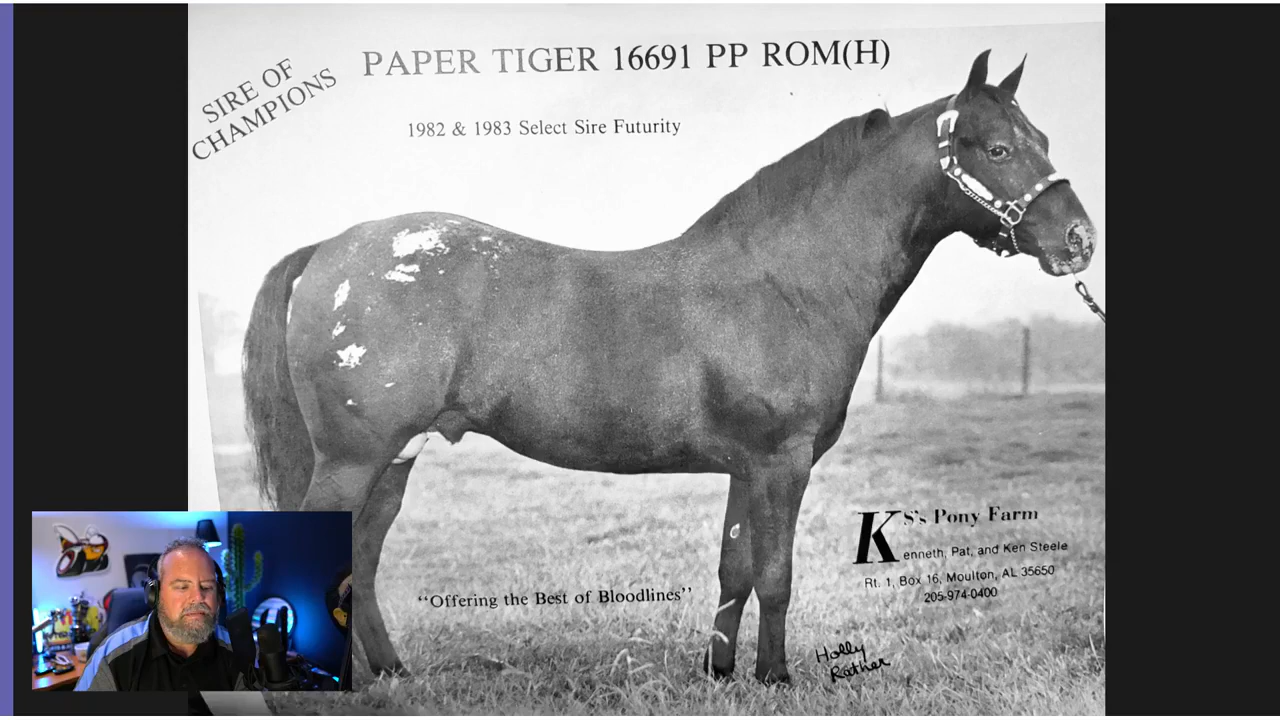 SIRE OF
CHAMPIONS
PAPER TIGER 16691 PP ROM(H)
1982 & 1983 Select Sire Futurity
KS's Pony Farm
Kenneth, Pat, and Ken Steele
Rt. 1, Box 16, Moulton, AL 35650
205-974-0400
"Offering the Best of Bloodlines"
Holly
Rather